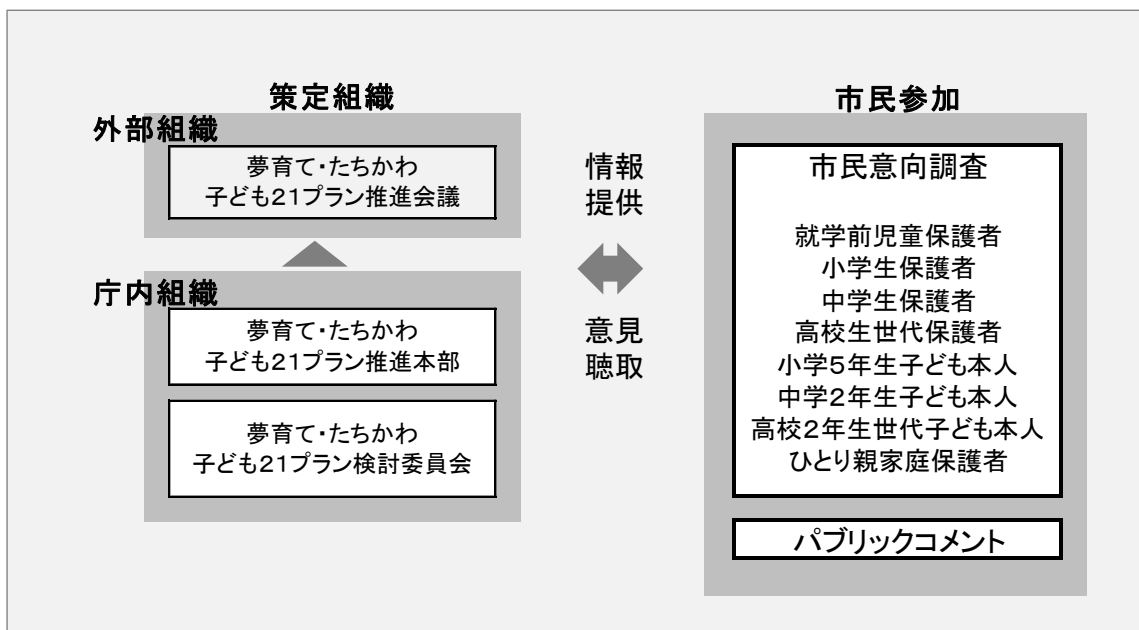 策定組織
外部組織
夢育て・たちかわ
子ども21プラン推進会議
庁内組織
夢育て・たちかわ
子ども21プラン推進本部
夢育て・たちかわ
子ども21プラン検討委員会
情報
提供
意見
聴取
市民参加
市民意向調査
就学前児童保護者
小学生保護者
中学生保護者
高校生世代保護者
小学5年生子ども本人
中学2年生子ども本人
高校2年生世代子ども本人
ひとり親家庭保護者
パブリックコメント